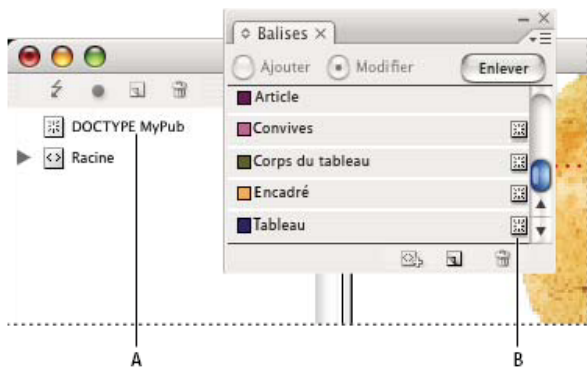 Balises
Ajouter
Modifier
Enlever
Article
DOCTYPE MyPub
Convives
Racine
Corps du tableau
Encadré
Tableau
A
B